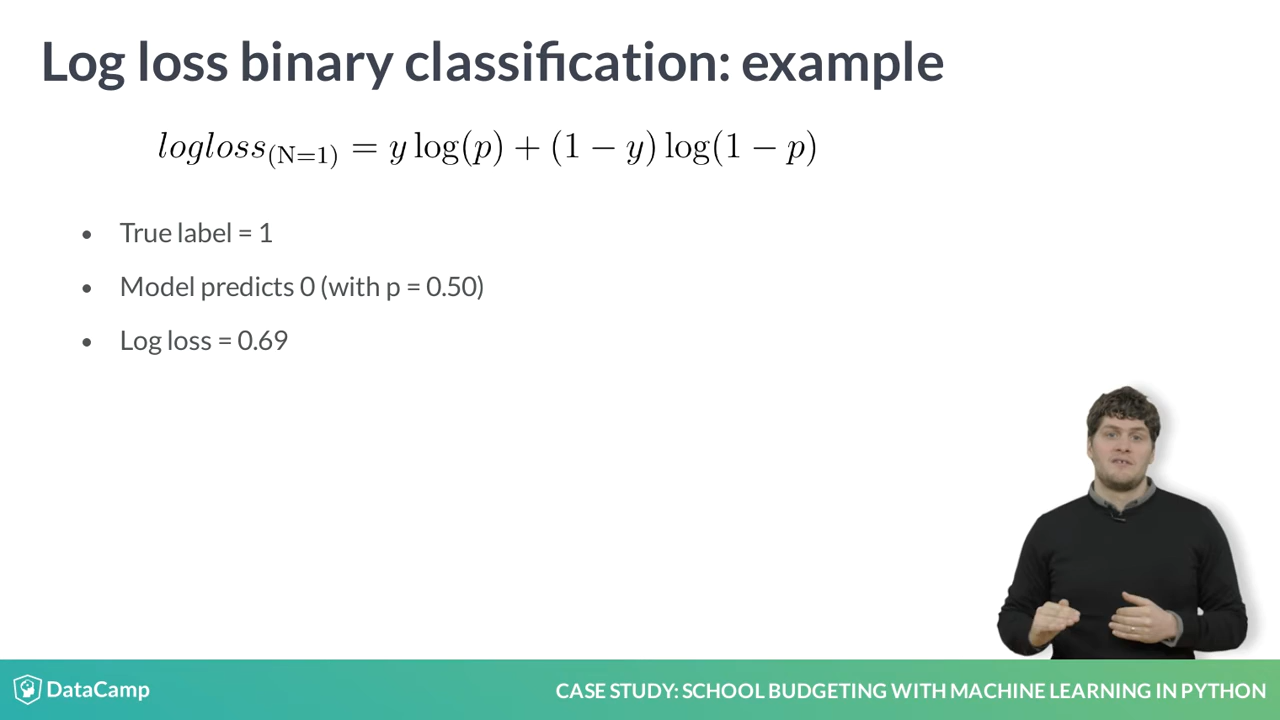 Log loss binary classification: example
logloss(N=1) = y log(p) + (1 − y) log(1 − p)
• True label = 1
• Model predicts 0 (with p = 0.50)
• Log loss = 0.69
DataCamp
CASE STUDY: SCHOOL BUDGETING WITH MACHINE LEARNING IN PYTHON